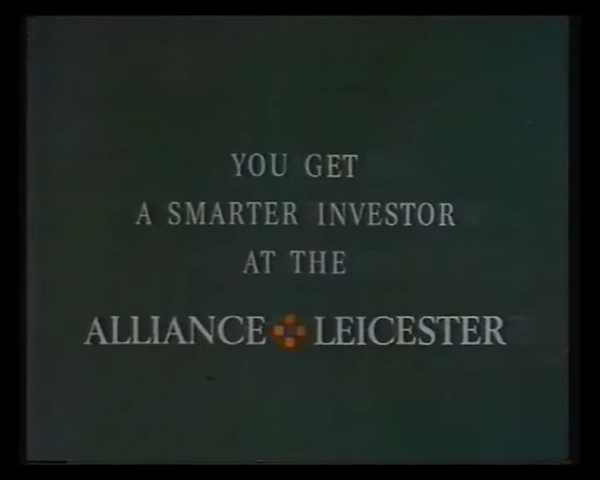 YOU GET
A SMARTER INVESTOR
AT THE
ALLIANCE LEICESTER